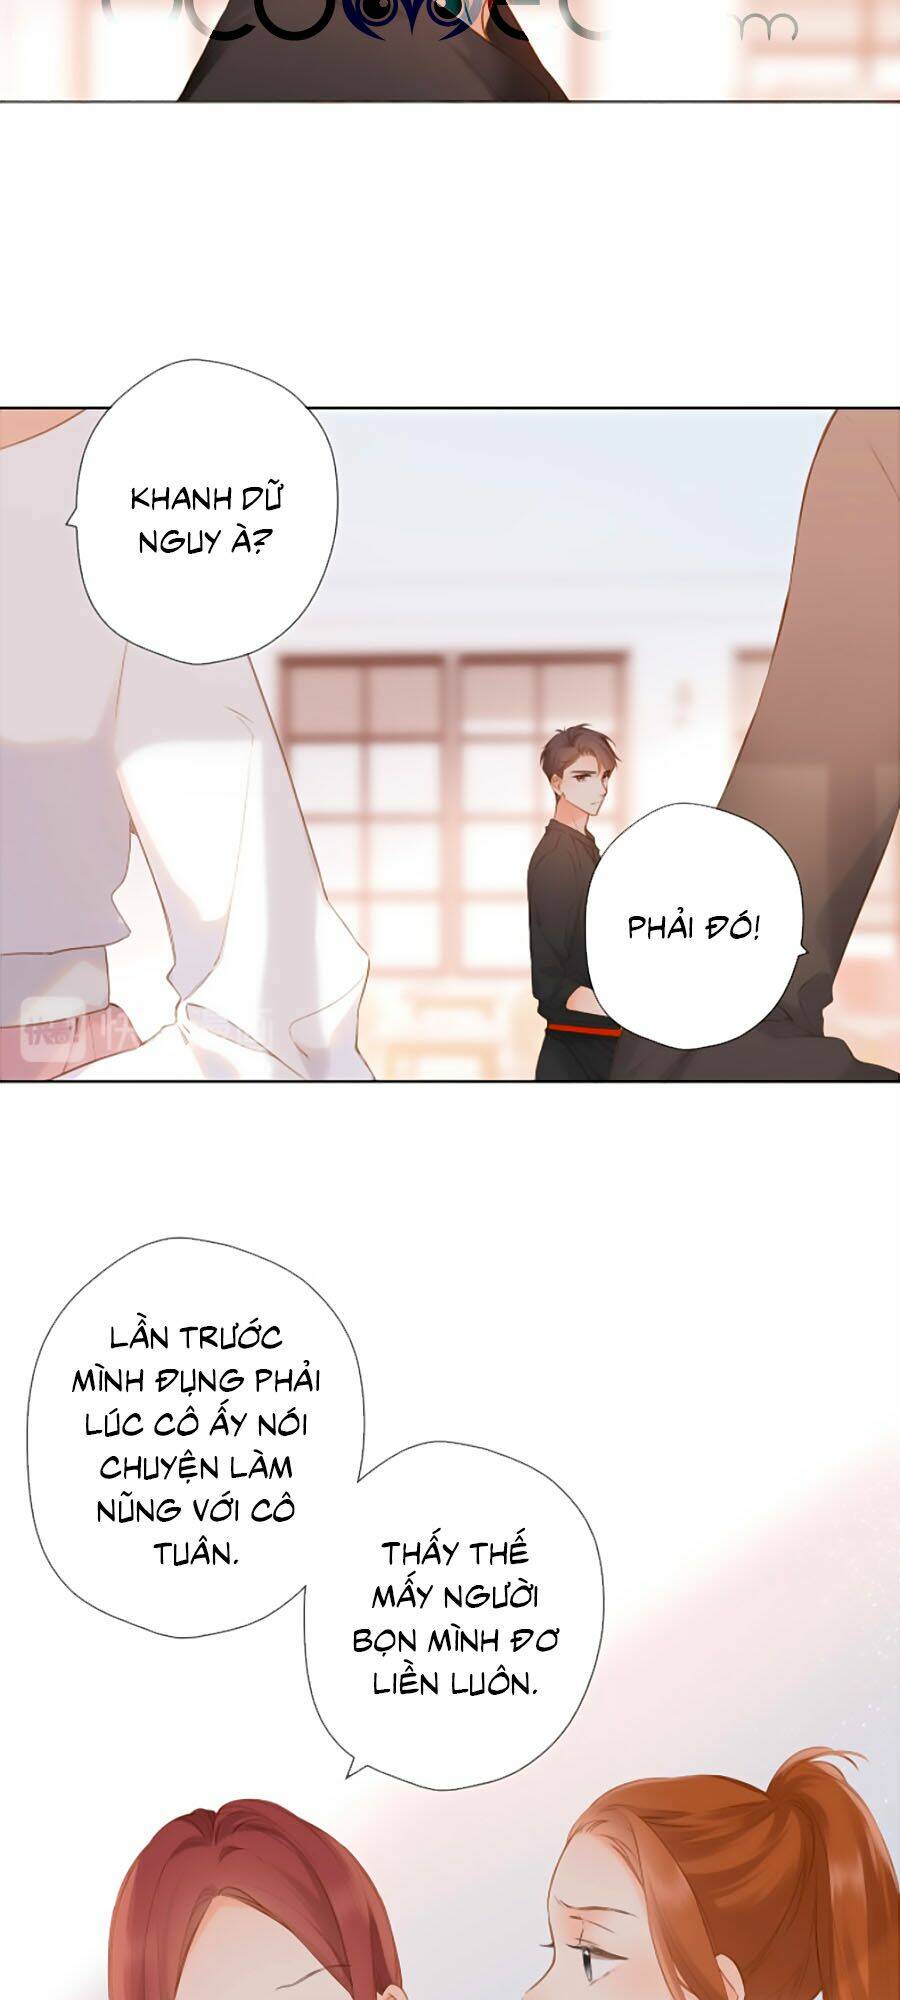 KHANH DỮ
NGUY À?
PHẢI ĐÓ!
LẦN TRƯỚC
MÌNH ĐỤNG PHẢI
LÚC CÔ ẤY NÓI
CHUYỆN LÀM
NŨNG VỚI CÔ
TUÂN.
THẤY THẾ
MẤY NGƯỜI
BỌN MÌNH ĐƠ
LIỀN LUÔN.